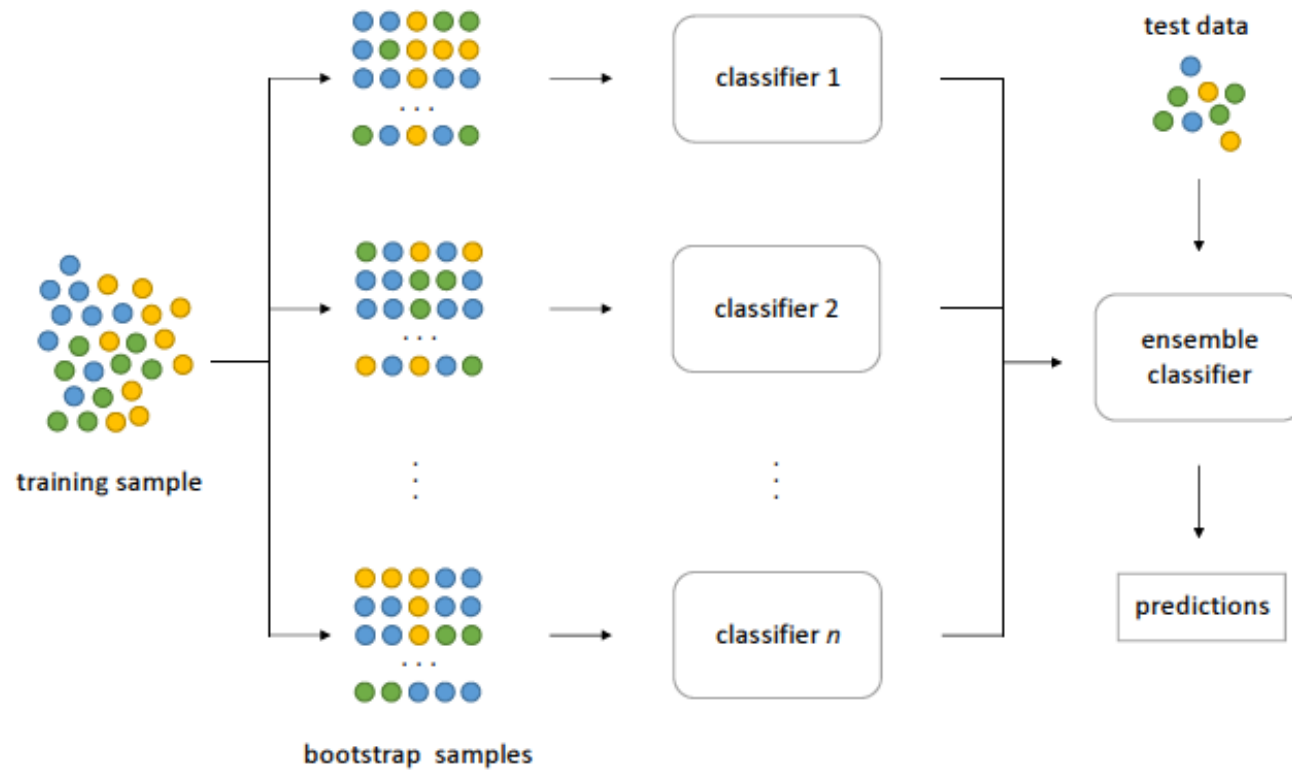 . . .
classifier 1
test data
. . .
classifier 2
ensemble
classifier
training sample
. . .
classifier n
predictions
bootstrap samples